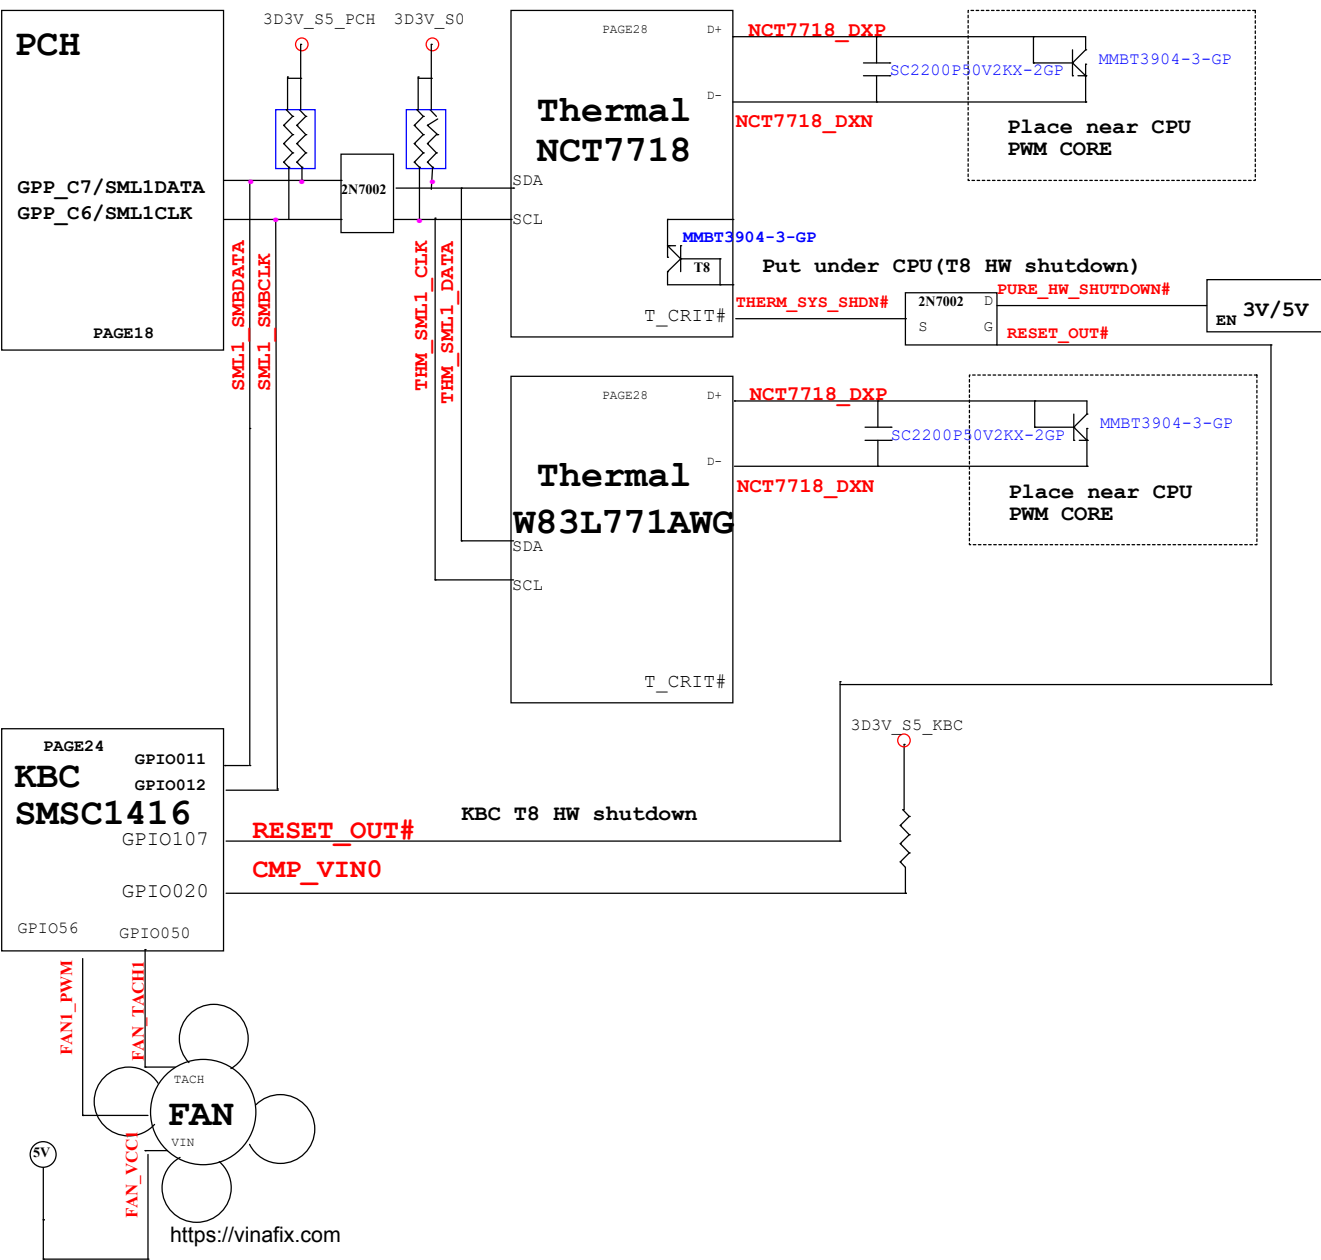 3D3V_S5_PCH
3D3V_S0
PCH
GPP_C7/SML1DATA
GPP_C6/SML1CLK
PAGE18
2N7002
SML1_SMBDATA
SML1_SMBCLK
THM_SML1_CLK
THM_SML1_DATA
PAGE28
D+
Thermal
NCT7718
D-
SDA
SCL
MMBT3904-3-GP
T8
T_CRIT#
NCT7718_DXP
SC2200P50V2KX-2GP
NCT7718_DXN
MMBT3904-3-GP
Place near CPU
PWM CORE
Put under CPU(T8 HW shutdown)
THERM_SYS_SHDN#
2N7002
D
S
G
PURE_HW_SHUTDOWN#
RESET_OUT#
EN
3V/5V
PAGE28
D+
Thermal
W83L771AWG
D-
SDA
SCL
T_CRIT#
NCT7718_DXP
SC2200P50V2KX-2GP
NCT7718_DXN
MMBT3904-3-GP
Place near CPU
PWM CORE
3D3V_S5_KBC
PAGE24
KBC
SMSC1416
GPIO011
GPIO012
GPIO107
GPIO020
GPIO56
GPIO050
KBC T8 HW shutdown
RESET_OUT#
CMP_VIN0
FAN1_PWM
FAN_TACH1
TACH
FAN
VIN
FAN_VCC1
5V
https://vinafix.com